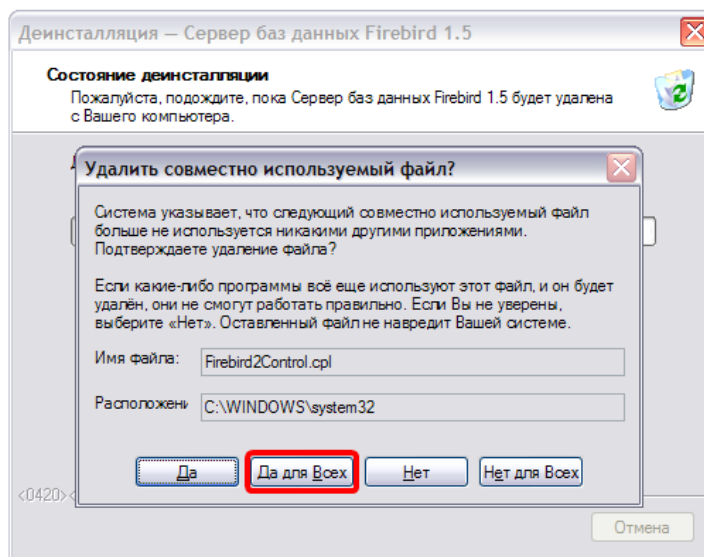 Деинсталляция — Сервер баз данных Firebird 1.5
Состояние деинсталляции
Пожалуйста, подождите, пока Сервер баз данных Firebird 1.5 будет удалена
с Вашего компьютера.
Удалить совместно используемый файл?
Система указывает, что следующий совместно используемый файл
больше не используется никакими другими приложениями.
Подтверждаете удаление файла?
Если какие-либо программы всё еще используют этот файл, и он будет
удалён, они не смогут работать правильно. Если Вы не уверены,
выберите «Нет». Оставленный файл не навредит Вашей системе.
Имя файла: Firebird2Control.cpl
Расположени C:\WINDOWS\system32
Да Да для Всех Нет Нет для Всех
<0420><
Отмена